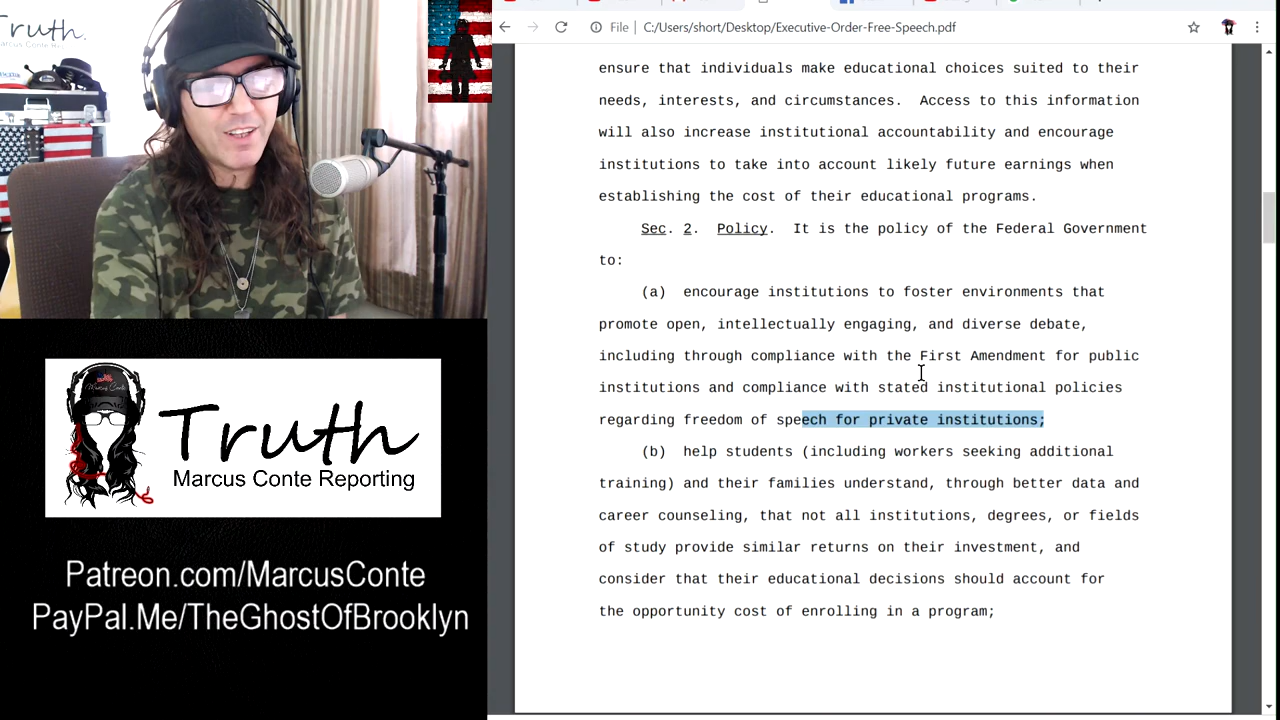 Truth.
Marcus Conte Rep
File | C:/Users/short/Desktop/Executive-Order-Free-Speech.pdf
ensure that individuals make educational choices suited to their
needs, interests, and circumstances. Access to this information
will also increase institutional accountability and encourage
institutions to take into account likely future earnings when
establishing the cost of their educational programs.
Sec. 2. Policy. It is the policy of the Federal Government
to:
(a) encourage institutions to foster environments that
promote open, intellectually engaging, and diverse debate,
including through compliance with the First Amendment for public
institutions and compliance with stated institutional policies
regarding freedom of speech for private institutions;
(b) help students (including workers seeking additional
training) and their families understand, through better data and
career counseling, that not all institutions, degrees, or fields
of study provide similar returns on their investment, and
consider that their educational decisions should account for
the opportunity cost of enrolling in a program;
Marcus Conte
Truth
Marcus Conte Reporting
Patreon.com/MarcusConte
PayPal.Me/TheGhostOfBrooklyn